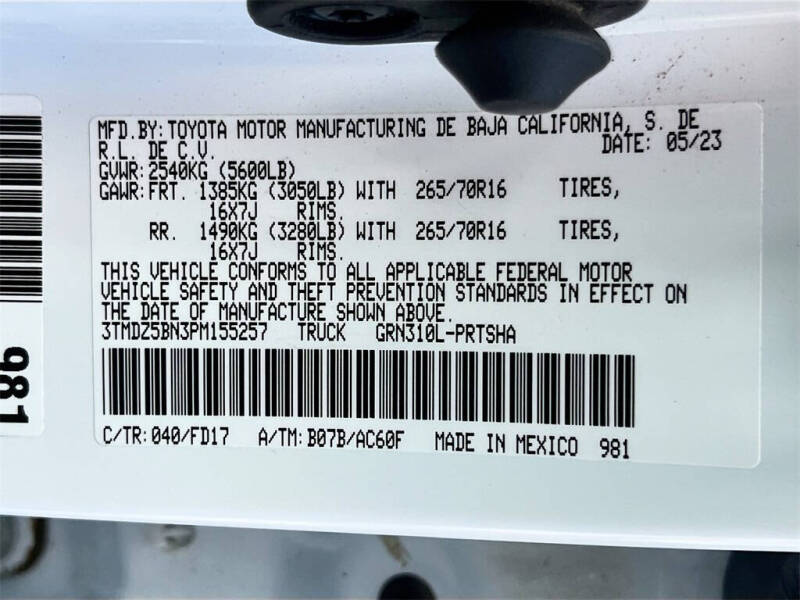 MFD.BY: TOYOTA MOTOR MANUFACTURING DE BAJA CALIFORNIA, S. DE
R.L. DE C.V. DATE: 05/23
GVWR: 2540KG (5600LB)
GAWR: FRT. 1385KG (3050LB) WITH 265/70R16 TIRES,
16X7J RIMS.
RR. 1490KG (3280LB) WITH 265/70R16 TIRES,
16X7J RIMS.
THIS VEHICLE CONFORMS TO ALL APPLICABLE FEDERAL MOTOR
VEHICLE SAFETY AND THEFT PREVENTION STANDARDS IN EFFECT ON
THE DATE OF MANUFACTURE SHOWN ABOVE.
3TMDZ5BN3PM155257 TRUCK GRN310L-PRTSHA
C/TR: 040/FD17 A/TM: B07B/AC60F MADE IN MEXICO 981
981